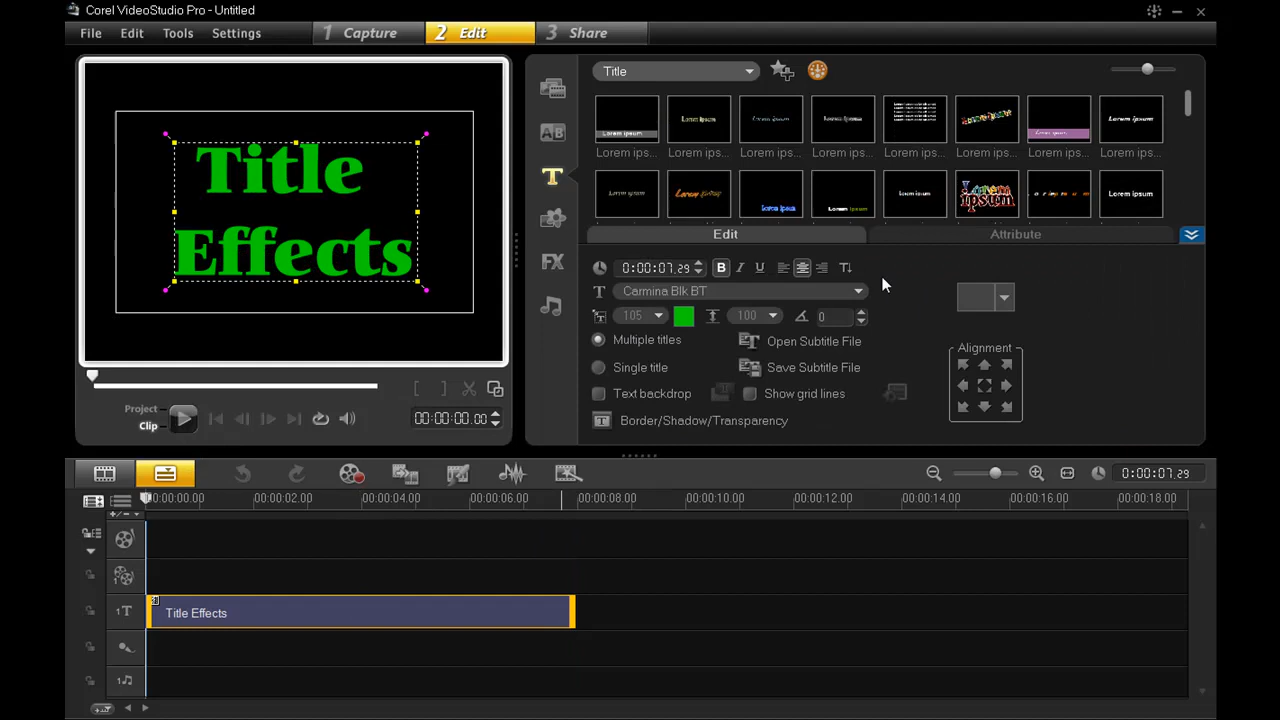 Corel VideoStudio Pro - Untitled
File Edit Tools Settings 1 Capture 2 Edit 3 Share
Title
Effects
Project
Clip
00:00:00.00
Title
Lorem ips... Lorem ips... Lorem ips... Lorem ips... Lorem ips... Lorem ips... Lorem ips... Lorem ips...
Edit Attribute
0:00:07.29 B I U
Carmina Blk BT
105 100 0
Multiple titles Open Subtitle File
Single title Save Subtitle File
Text backdrop Show grid lines
Border/Shadow/Transparency
Alignment
0:00:07.29
00:00:00.00 00:00:02.00 00:00:04.00 00:00:06.00 00:00:08.00 00:00:10.00 00:00:12.00 00:00:14.00 00:00:16.00 00:00:18.00
1T Title Effects